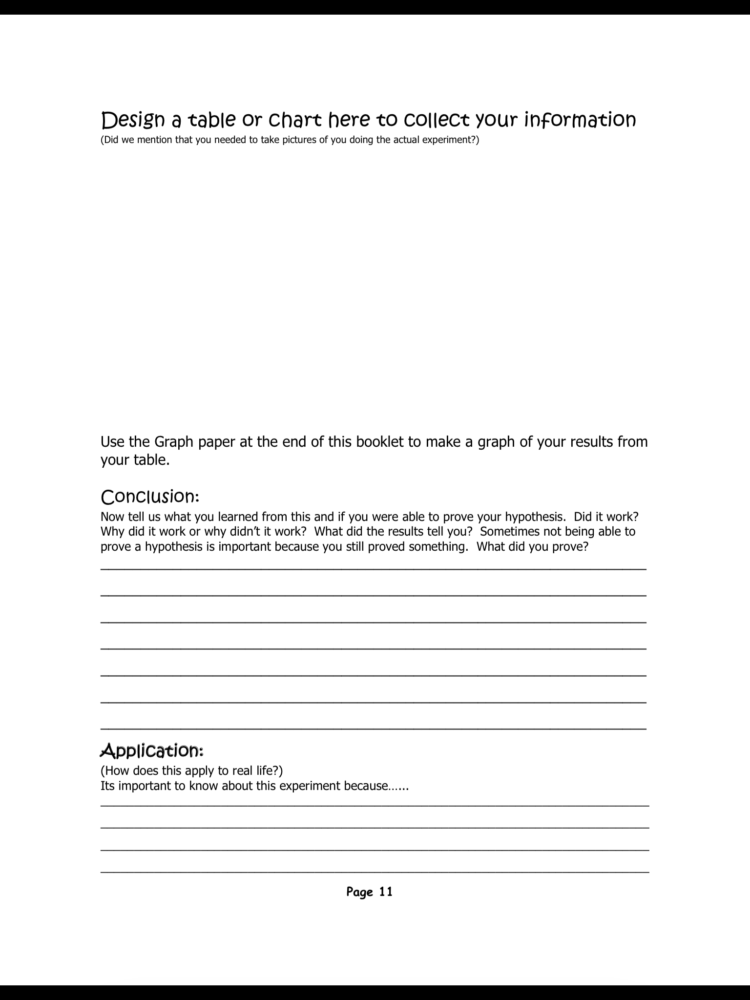 Design a table or chart here to collect your information
(Did we mention that you needed to take pictures of you doing the actual experiment?)
Use the Graph paper at the end of this booklet to make a graph of your results from
your table.
Conclusion:
Now tell us what you learned from this and if you were able to prove your hypothesis.  Did it work?
Why did it work or why didn’t it work?  What did the results tell you?  Sometimes not being able to
prove a hypothesis is important because you still proved something.  What did you prove?
Application:
(How does this apply to real life?)
Its important to know about this experiment because…...
Page 11